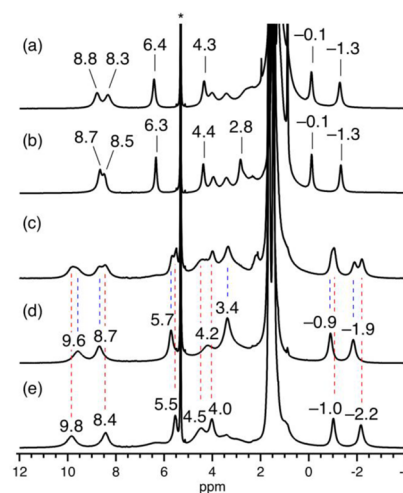 *
(a)
8.8 8.3 6.4 4.3 −0.1 −1.3
(b)
8.7 8.5 6.3 4.4 2.8 −0.1 −1.3
(c)
(d)
9.6 8.7 5.7 4.2 3.4 −0.9 −1.9
(e)
9.8 8.4 5.5 4.5 4.0 −1.0 −2.2
12 10 8 6 4 2 0 -2
ppm